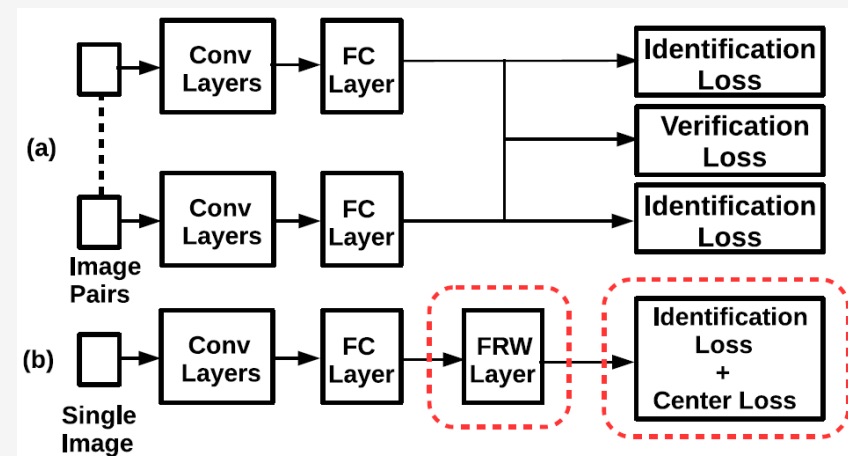 Conv
Layers
FC
Layer
Identification
Loss
(a)
Verification
Loss
Conv
Layers
FC
Layer
Identification
Loss
Image
Pairs
(b)
Conv
Layers
FC
Layer
FRW
Layer
Identification
Loss
+
Center Loss
Single
Image